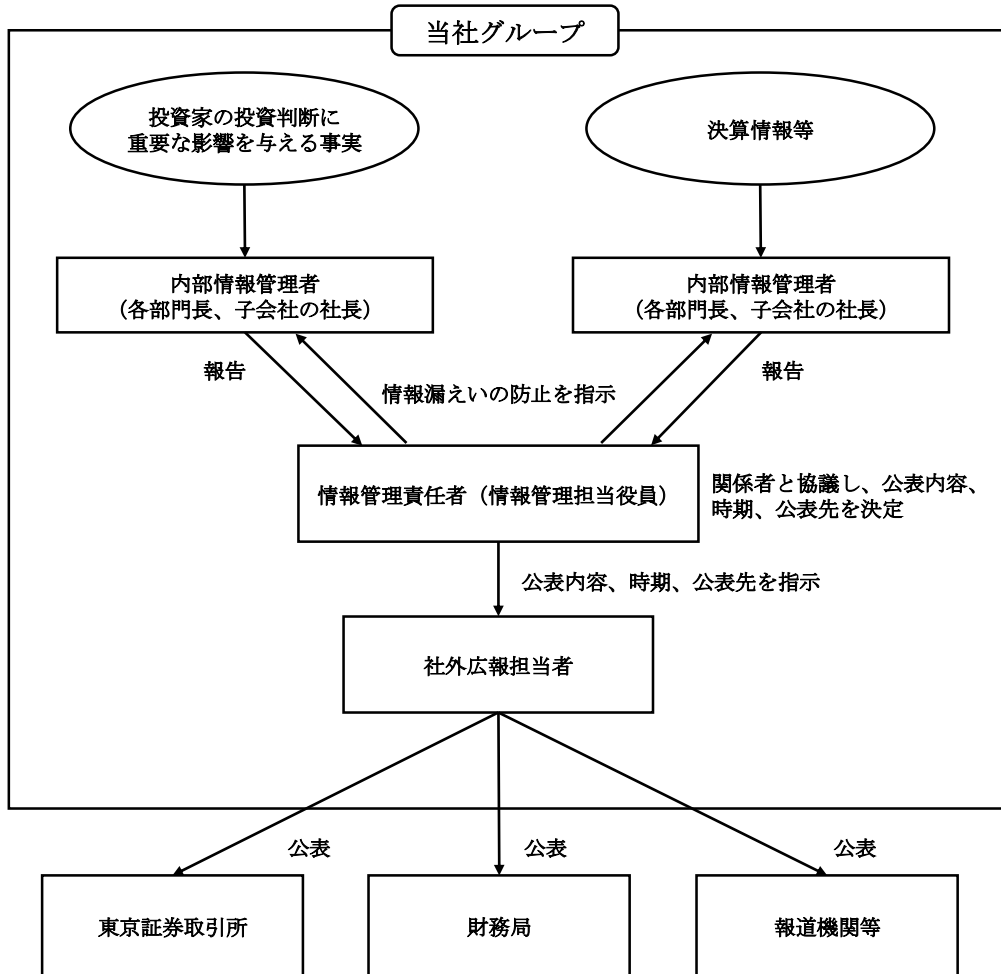 当社グループ
投資家の投資判断に
重要な影響を与える事実
決算情報等
内部情報管理者
（各部門長、子会社の社長）
内部情報管理者
（各部門長、子会社の社長）
報告
情報漏えいの防止を指示
報告
情報管理責任者（情報管理担当役員）
関係者と協議し、公表内容、
時期、公表先を決定
公表内容、時期、公表先を指示
社外広報担当者
公表
公表
公表
東京証券取引所
財務局
報道機関等